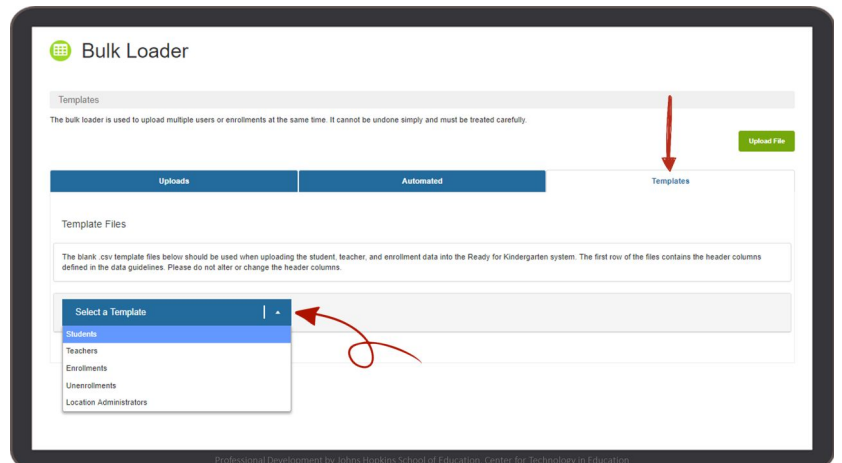 Bulk Loader
Templates
The bulk loader is used to upload multiple users or enrollments at the same time. It cannot be undone simply and must be treated carefully.
Upload File
Uploads
Automated
Templates
Template Files
The blank .csv template files below should be used when uploading the student, teacher, and enrollment data into the Ready for Kindergarten system. The first row of the files contains the header columns
defined in the data guidelines. Please do not alter or change the header columns.
Select a Template
Students
Teachers
Enrollments
Unenrollments
Location Administrators
Professional Development by Johns Hopkins School of Education, Center for Technology in Education